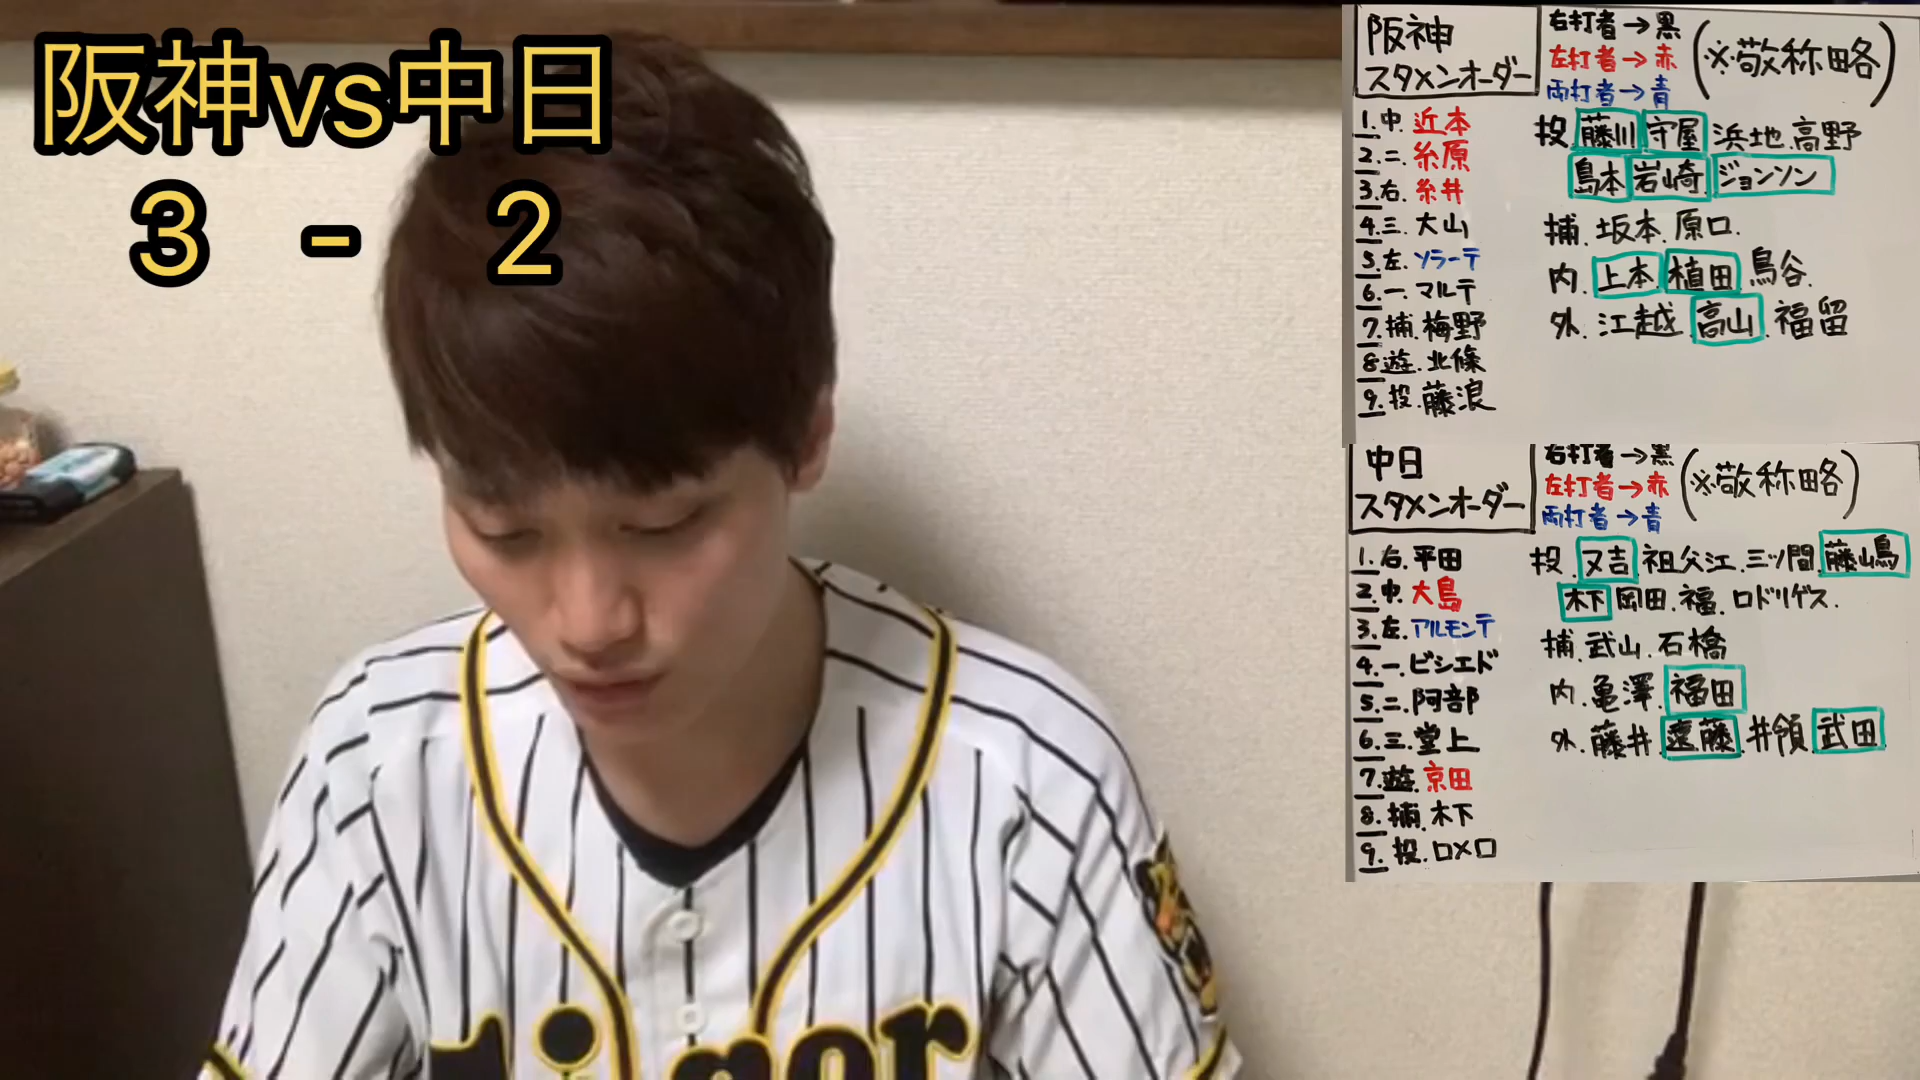 阪神vs中日
3 - 2
阪神
スタメンオーダー
右打者→黒
左打者→赤
両打者→青
(※敬称略)
1.中.近本
2.二.糸原
3.右.糸井
4.三.大山
5.左.ソラーテ
6.一.マルテ
7.捕.梅野
8.遊.北條
9.投.藤浪
投.藤川 守屋 浜地.高野
島本 岩崎 ジョンソン
捕.坂本.原口.
内.上本 植田 鳥谷.
外.江越 高山 福留
中日
スタメンオーダー
右打者→黒
左打者→赤
両打者→青
(※敬称略)
1.右.平田
2.中.大島
3.左.アルモンテ
4.一.ビシエド
5.二.阿部
6.三.堂上
7.遊.京田
8.捕.木下
9.投.ロメロ
投.又吉 祖父江.三ツ間.藤嶋
木下 岡田.福.ロドリゲス.
捕.武山.石橋
内.亀澤.福田
外.藤井 遠藤 井領 武田
Tigers